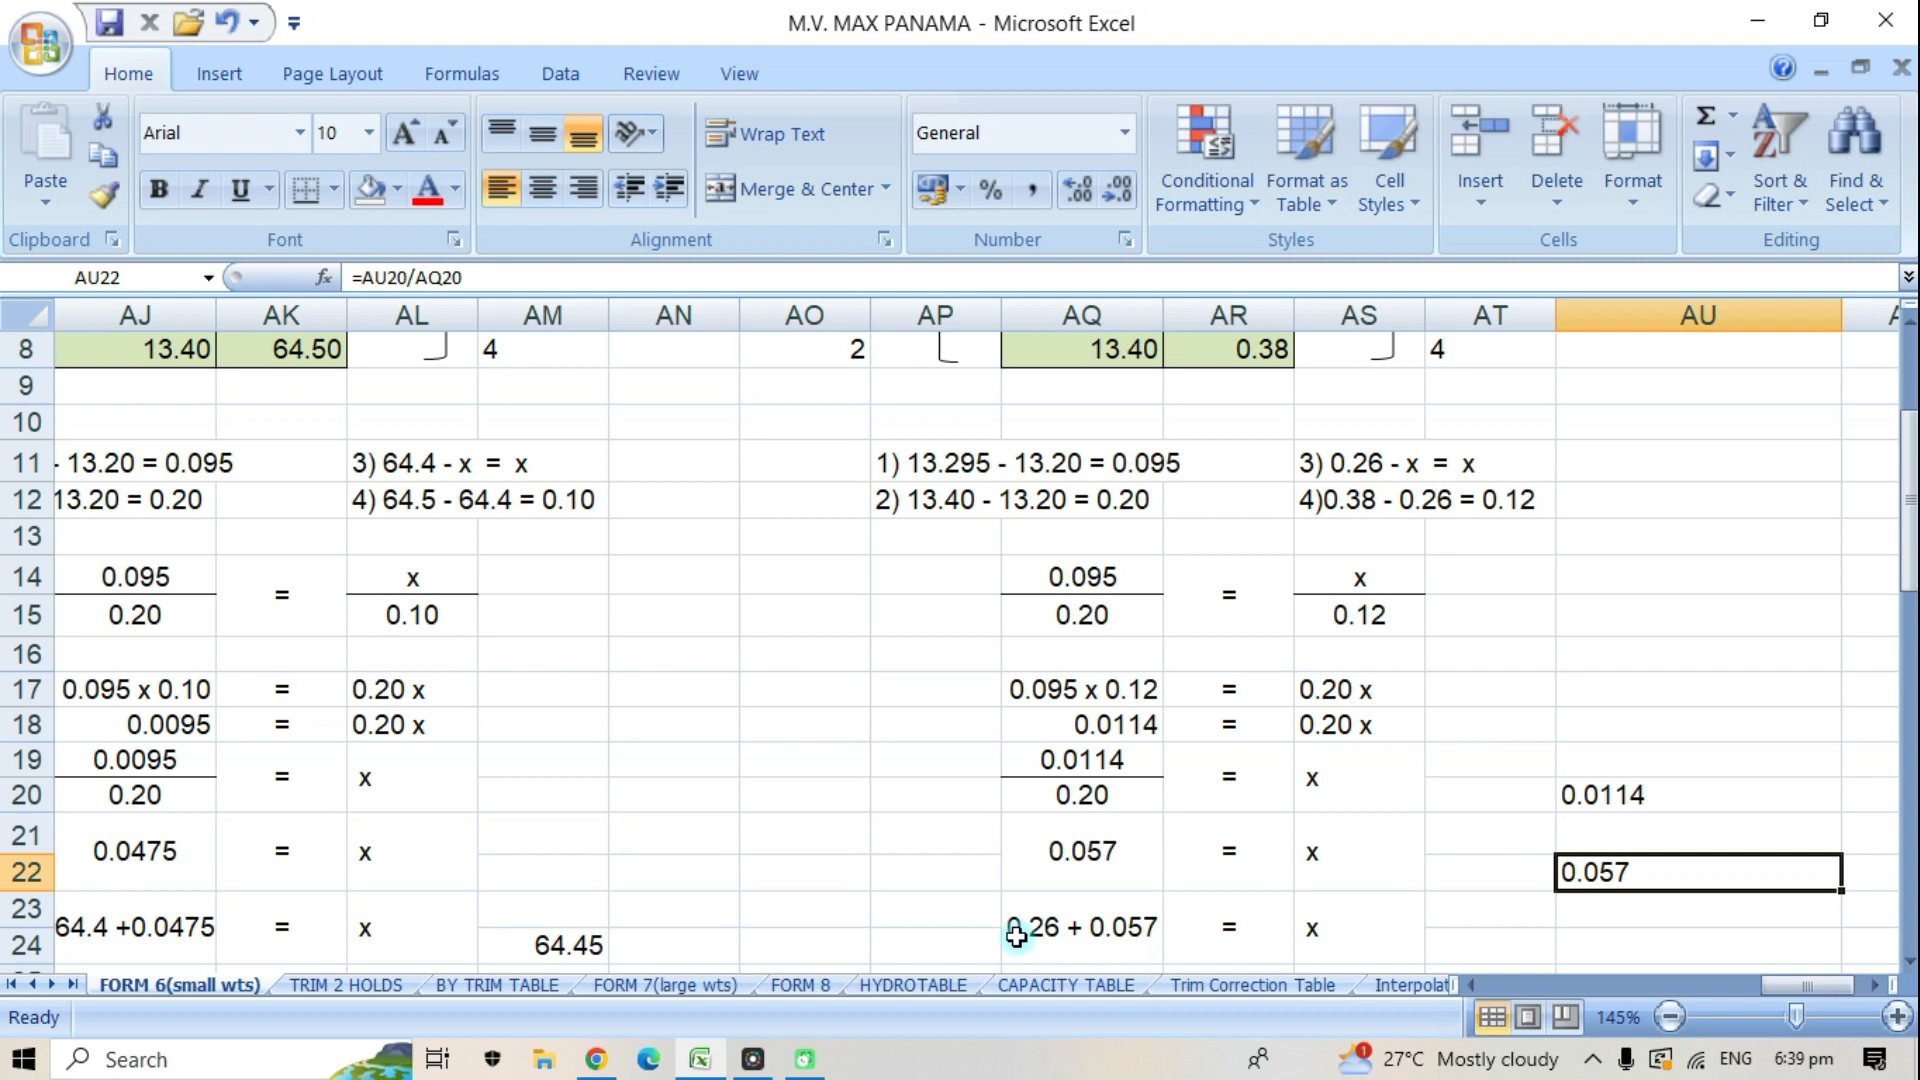 M.V. MAX PANAMA - Microsoft Excel
Home Insert Page Layout Formulas Data Review View
Paste
Clipboard
Arial 10
B I U A
Font
Wrap Text
Merge & Center
Alignment
General
% , .00
Number
Conditional Formatting
Format as Table
Cell Styles
Styles
Insert Delete Format
Cells
Σ
Sort & Filter
Find & Select
Editing
AU22 fx =AU20/AQ20
AJ AK AL AM AN AO AP AQ AR AS AT AU
8 13.40 64.50 4 2 13.40 0.38 4
9
10
11 - 13.20 = 0.095 3) 64.4 - x = x 1) 13.295 - 13.20 = 0.095 3) 0.26 - x = x
12 13.20 = 0.20 4) 64.5 - 64.4 = 0.10 2) 13.40 - 13.20 = 0.20 4)0.38 - 0.26 = 0.12
13
14 0.095 x 0.095 x
= =
15 0.20 0.10 0.20 0.12
16
17 0.095 x 0.10 = 0.20 x 0.095 x 0.12 = 0.20 x
18 0.0095 = 0.20 x 0.0114 = 0.20 x
19 0.0095 0.0114
= x = x
20 0.20 0.20 0.0114
21
0.0475 = x 0.057 = x
22 0.057
23
64.4 +0.0475 = x 0.26 + 0.057 = x
24 64.45
FORM 6(small wts) TRIM 2 HOLDS BY TRIM TABLE FORM 7(large wts) FORM 8 HYDROTABLE CAPACITY TABLE Trim Correction Table Interpolat
Ready 145%
Search 1 27°C Mostly cloudy ENG 6:39 pm